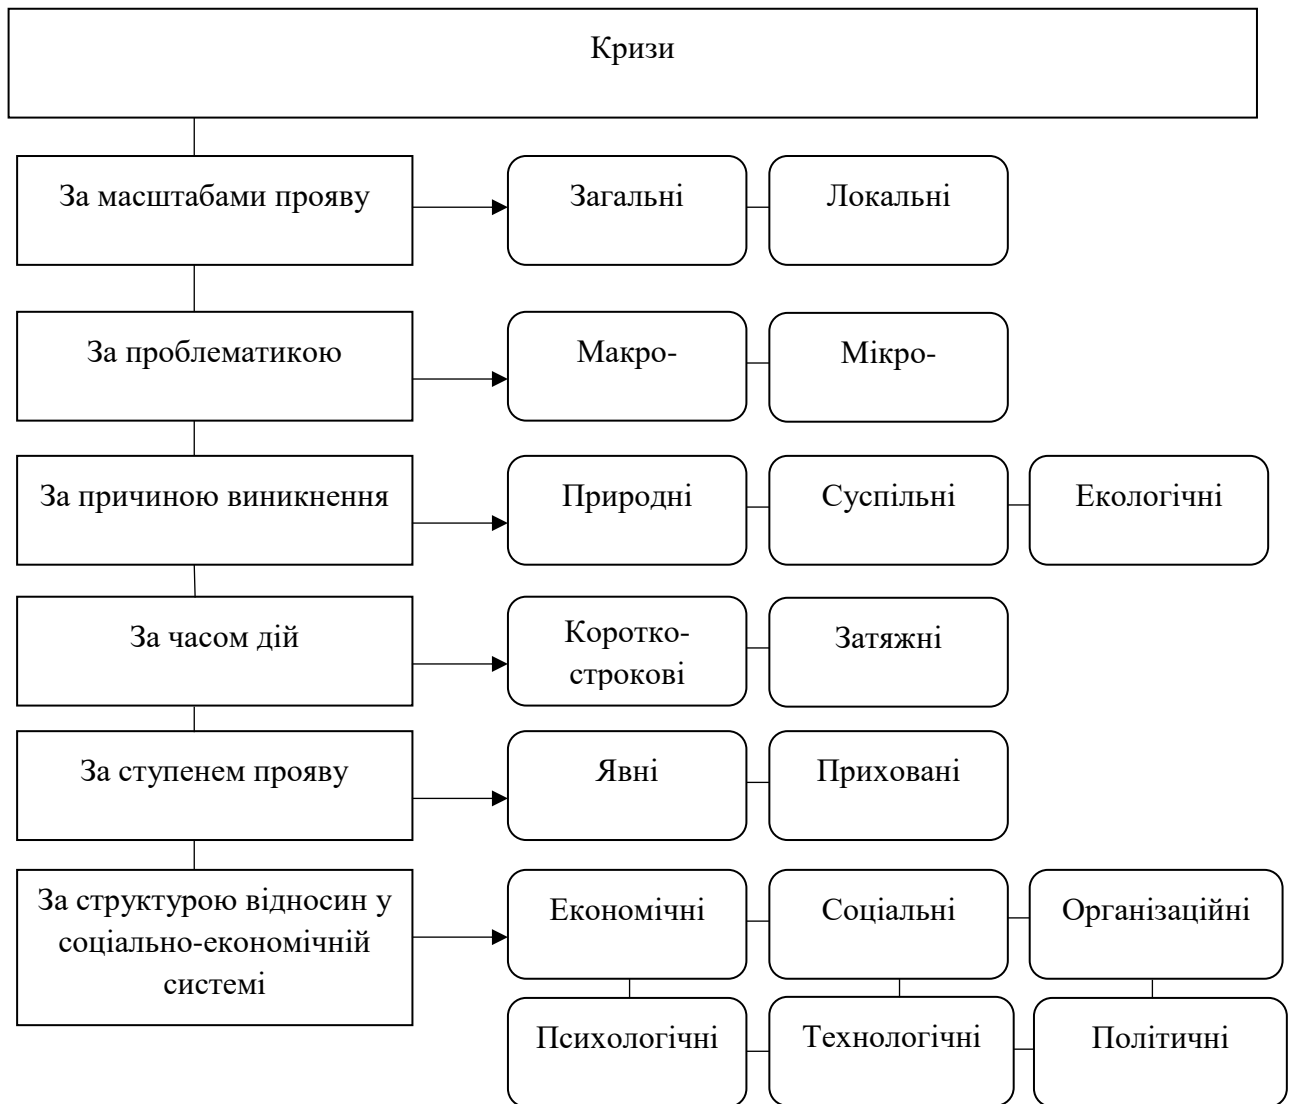 Кризи
За масштабами прояву
Загальні
Локальні
За проблематикою
Макро-
Мікро-
За причиною виникнення
Природні
Суспільні
Екологічні
За часом дій
Коротко-
строкові
Затяжні
За ступенем прояву
Явні
Приховані
За структурою відносин у
соціально-економічній
системі
Економічні
Соціальні
Організаційні
Психологічні
Технологічні
Політичні